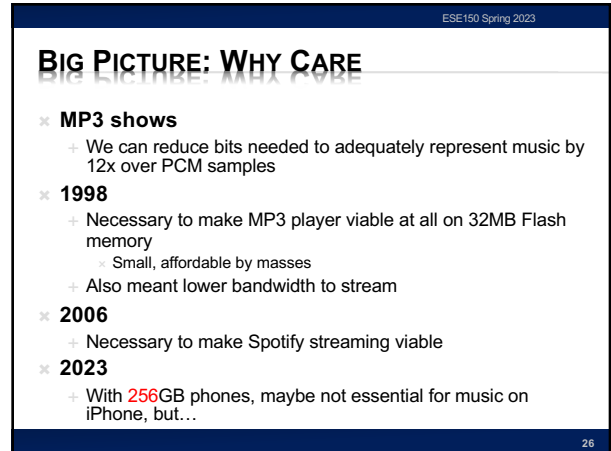 ESE150 Spring 2023
BIG PICTURE: WHY CARE
× MP3 shows
+ We can reduce bits needed to adequately represent music by
12x over PCM samples
× 1998
+ Necessary to make MP3 player viable at all on 32MB Flash
memory
× Small, affordable by masses
+ Also meant lower bandwidth to stream
× 2006
+ Necessary to make Spotify streaming viable
× 2023
+ With 256GB phones, maybe not essential for music on
iPhone, but…
26